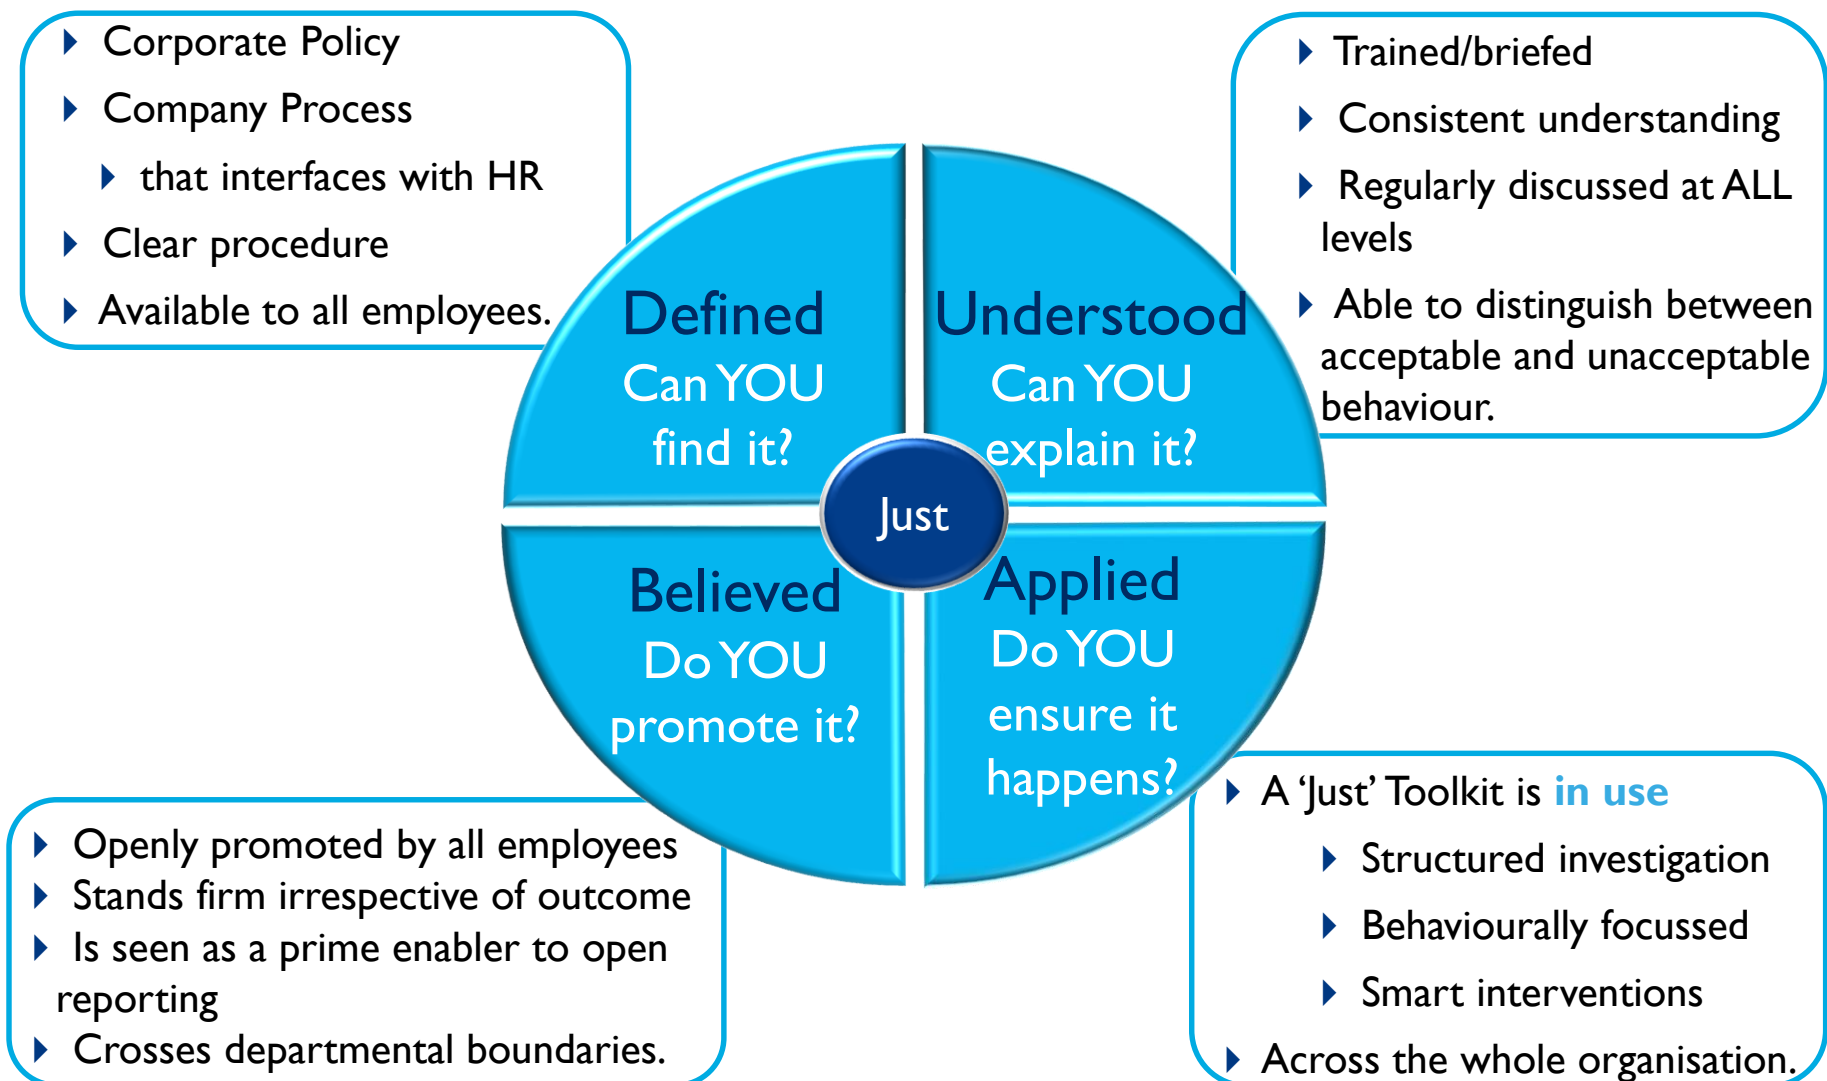 Corporate Policy
Company Process
that interfaces with HR
Clear procedure
Available to all employees.
Trained/briefed
Consistent understanding
Regularly discussed at ALL
levels
Able to distinguish between
acceptable and unacceptable
behaviour.
Defined
Can YOU
find it?
Understood
Can YOU
explain it?
Just
Believed
Do YOU
promote it?
Applied
Do YOU
ensure it
happens?
Openly promoted by all employees
Stands firm irrespective of outcome
Is seen as a prime enabler to open
reporting
Crosses departmental boundaries.
A ‘Just’ Toolkit is in use
Structured investigation
Behaviourally focussed
Smart interventions
Across the whole organisation.